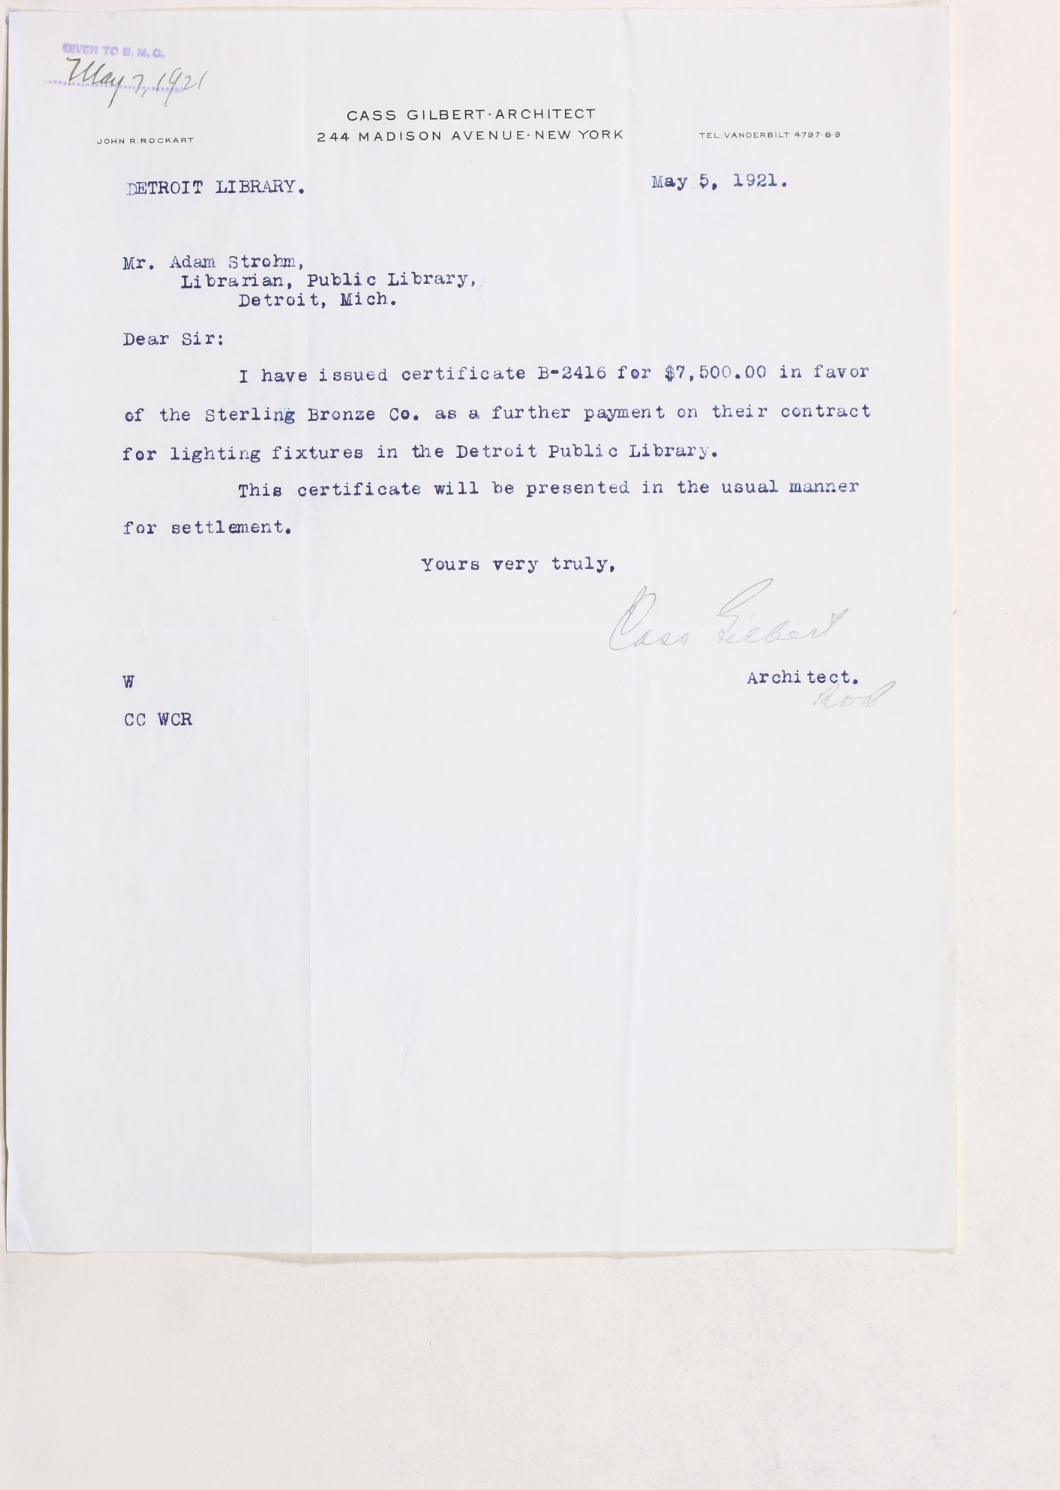 GIVEN TO B. M. C.
May 7, 1921
CASS GILBERT·ARCHITECT
244 MADISON AVENUE·NEW YORK
JOHN R. ROCKART
TEL. VANDERBILT 4797-8-9
DETROIT LIBRARY.
May 5, 1921.
Mr. Adam Strohm,
Librarian, Public Library,
Detroit, Mich.
Dear Sir:
I have issued certificate B-2416 for $7,500.00 in favor
of the Sterling Bronze Co. as a further payment on their contract
for lighting fixtures in the Detroit Public Library.
This certificate will be presented in the usual manner
for settlement.
Yours very truly,
Cass Gilbert
Architect.
W
CC WCR